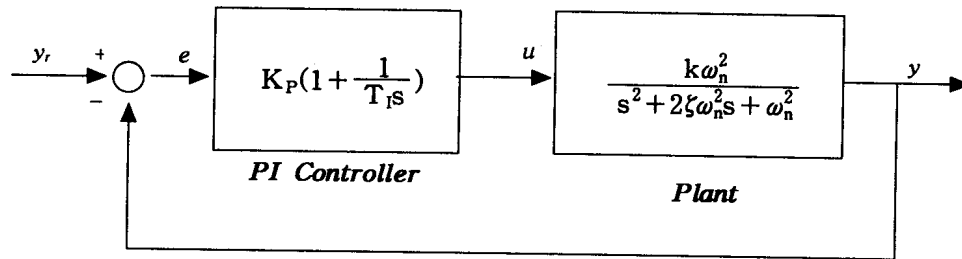 y_r
+
−
e
K_P(1 + 1/(T_I s))
PI Controller
u
kω_n^2
s^2 + 2ζω_n^2 s + ω_n^2
Plant
y